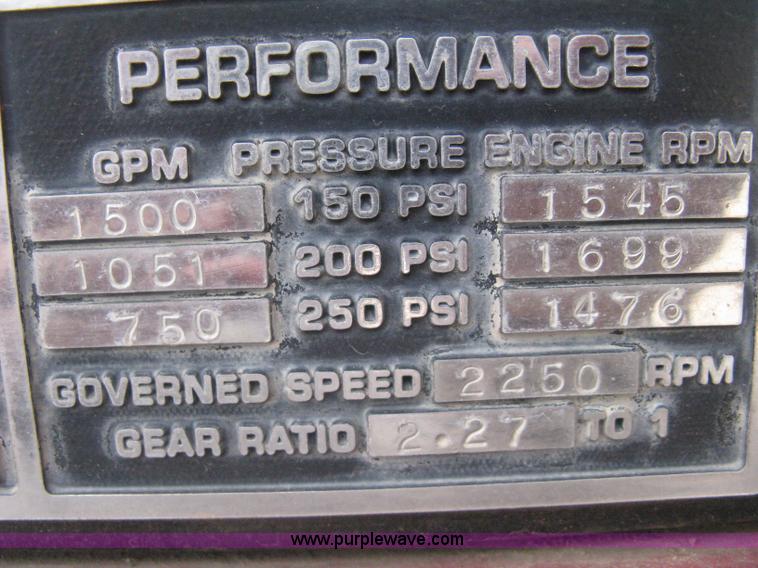 PERFORMANCE
GPM PRESSURE ENGINE RPM
1500 150 PSI 1545
1051 200 PSI 1699
750 250 PSI 1476
GOVERNED SPEED 2250 RPM
GEAR RATIO 2.27 TO 1
www.purplewave.com